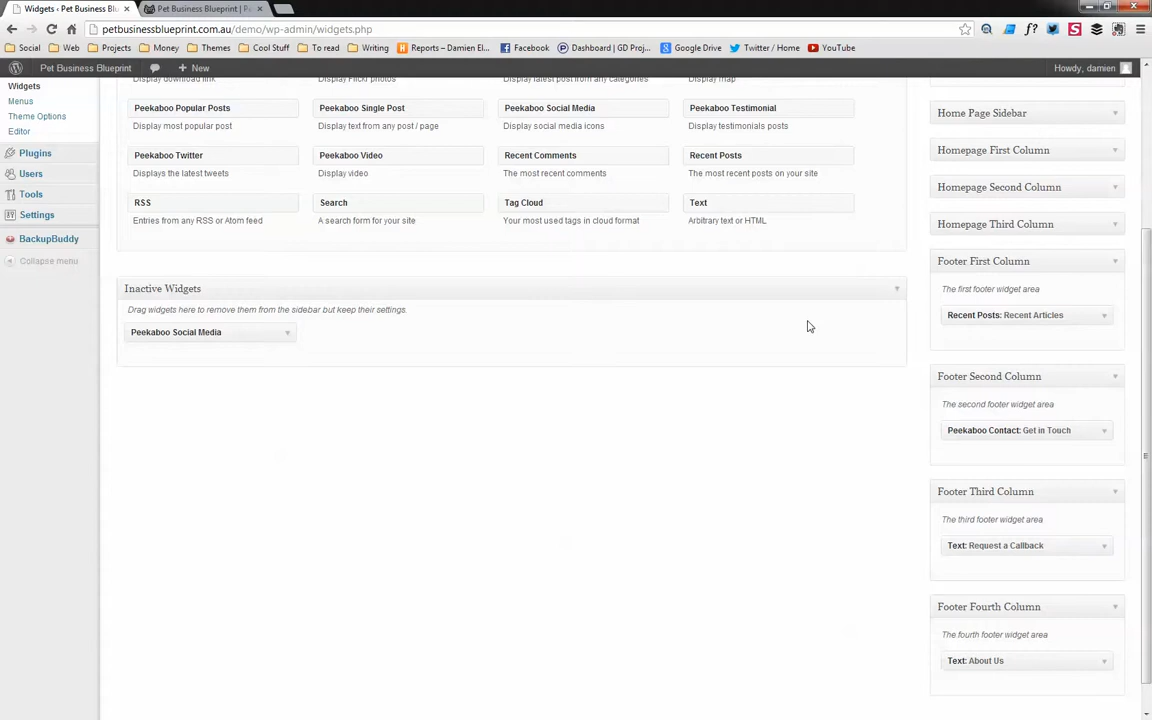 Widgets ‹ Pet Business Blu
Pet Business Blueprint | P
petbusinessblueprint.com.au/demo/wp-admin/widgets.php
Social Web Projects Money Themes Cool Stuff To read Writing Reports – Damien El... Facebook Dashboard | GD Proj... Google Drive Twitter / Home YouTube
Pet Business Blueprint + New Howdy, damien
Widgets
Menus
Theme Options
Editor
Plugins
Users
Tools
Settings
BackupBuddy
Collapse menu
Display download link Display Flickr photos Display latest post from any categories Display map
Peekaboo Popular Posts Peekaboo Single Post Peekaboo Social Media Peekaboo Testimonial
Display most popular post Display text from any post / page Display social media icons Display testimonials posts
Peekaboo Twitter Peekaboo Video Recent Comments Recent Posts
Displays the latest tweets Display video The most recent comments The most recent posts on your site
RSS Search Tag Cloud Text
Entries from any RSS or Atom feed A search form for your site Your most used tags in cloud format Arbitrary text or HTML
Inactive Widgets
Drag widgets here to remove them from the sidebar but keep their settings.
Peekaboo Social Media
Home Page Sidebar
Homepage First Column
Homepage Second Column
Homepage Third Column
Footer First Column
The first footer widget area
Recent Posts: Recent Articles
Footer Second Column
The second footer widget area
Peekaboo Contact: Get in Touch
Footer Third Column
The third footer widget area
Text: Request a Callback
Footer Fourth Column
The fourth footer widget area
Text: About Us